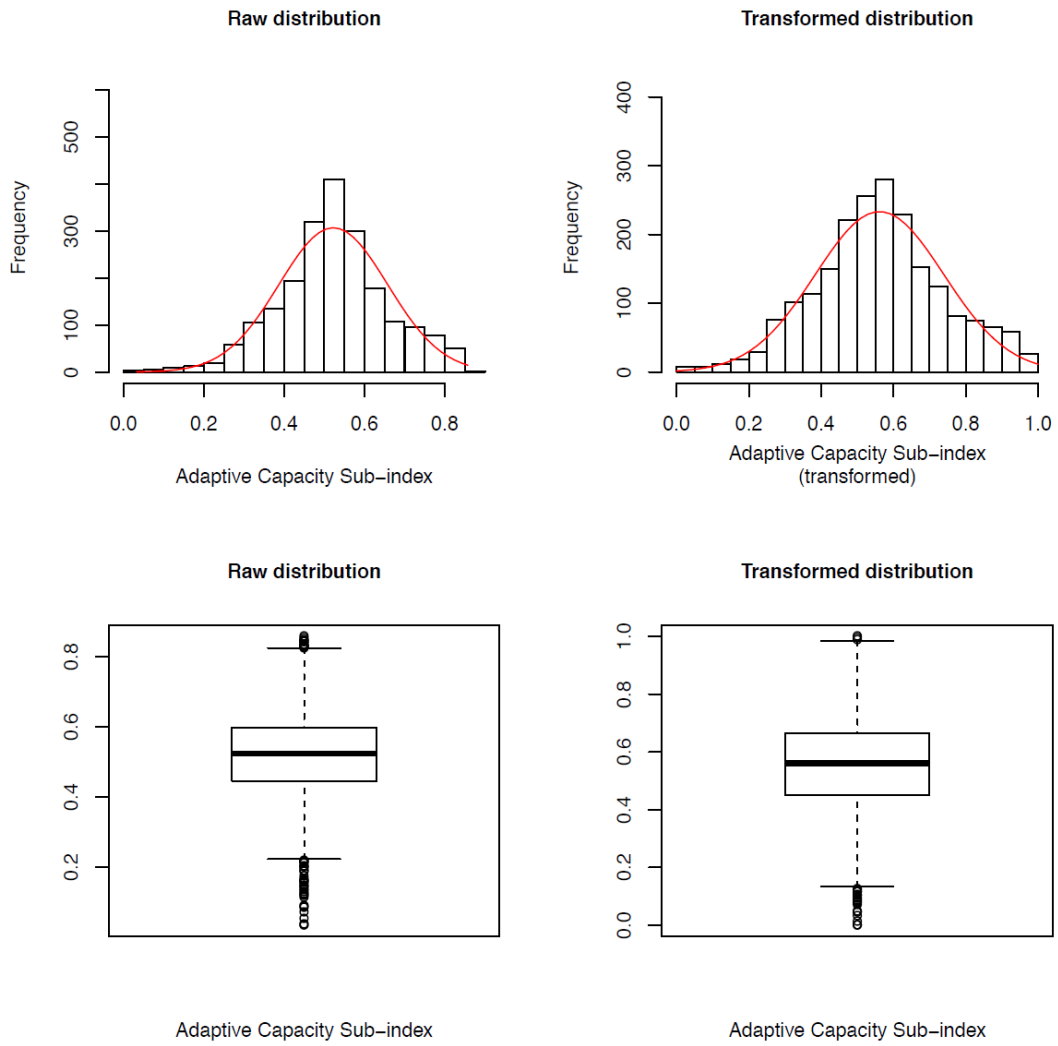 Raw distribution
Frequency
500
300
100
0
0.0 0.2 0.4 0.6 0.8
Adaptive Capacity Sub−index
Transformed distribution
Frequency
400
300
200
100
0
0.0 0.2 0.4 0.6 0.8 1.0
Adaptive Capacity Sub−index
(transformed)
Raw distribution
0.8
0.6
0.4
0.2
Adaptive Capacity Sub−index
Transformed distribution
1.0
0.8
0.6
0.4
0.2
0.0
Adaptive Capacity Sub−index